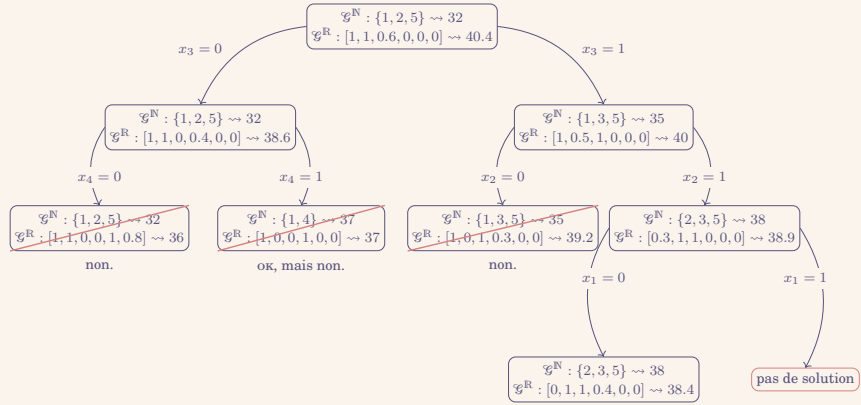 𝒢^ℕ : {1, 2, 5} ⇝ 32
𝒢^ℝ : [1, 1, 0.6, 0, 0, 0] ⇝ 40.4
x₃ = 0
x₃ = 1
𝒢^ℕ : {1, 2, 5} ⇝ 32
𝒢^ℝ : [1, 1, 0, 0.4, 0, 0] ⇝ 38.6
𝒢^ℕ : {1, 3, 5} ⇝ 35
𝒢^ℝ : [1, 0.5, 1, 0, 0, 0] ⇝ 40
x₄ = 0
x₄ = 1
x₂ = 0
x₂ = 1
𝒢^ℕ : {1, 2, 5} ⇝ 32
𝒢^ℝ : [1, 1, 0, 0, 1, 0.8] ⇝ 36
non.
𝒢^ℕ : {1, 4} ⇝ 37
𝒢^ℝ : [1, 0, 0, 1, 0, 0] ⇝ 37
OK, mais non.
𝒢^ℕ : {1, 3, 5} ⇝ 35
𝒢^ℝ : [1, 0, 1, 0.3, 0, 0] ⇝ 39.2
non.
𝒢^ℕ : {2, 3, 5} ⇝ 38
𝒢^ℝ : [0.3, 1, 1, 0, 0, 0] ⇝ 38.9
x₁ = 0
x₁ = 1
𝒢^ℕ : {2, 3, 5} ⇝ 38
𝒢^ℝ : [0, 1, 1, 0.4, 0, 0] ⇝ 38.4
pas de solution